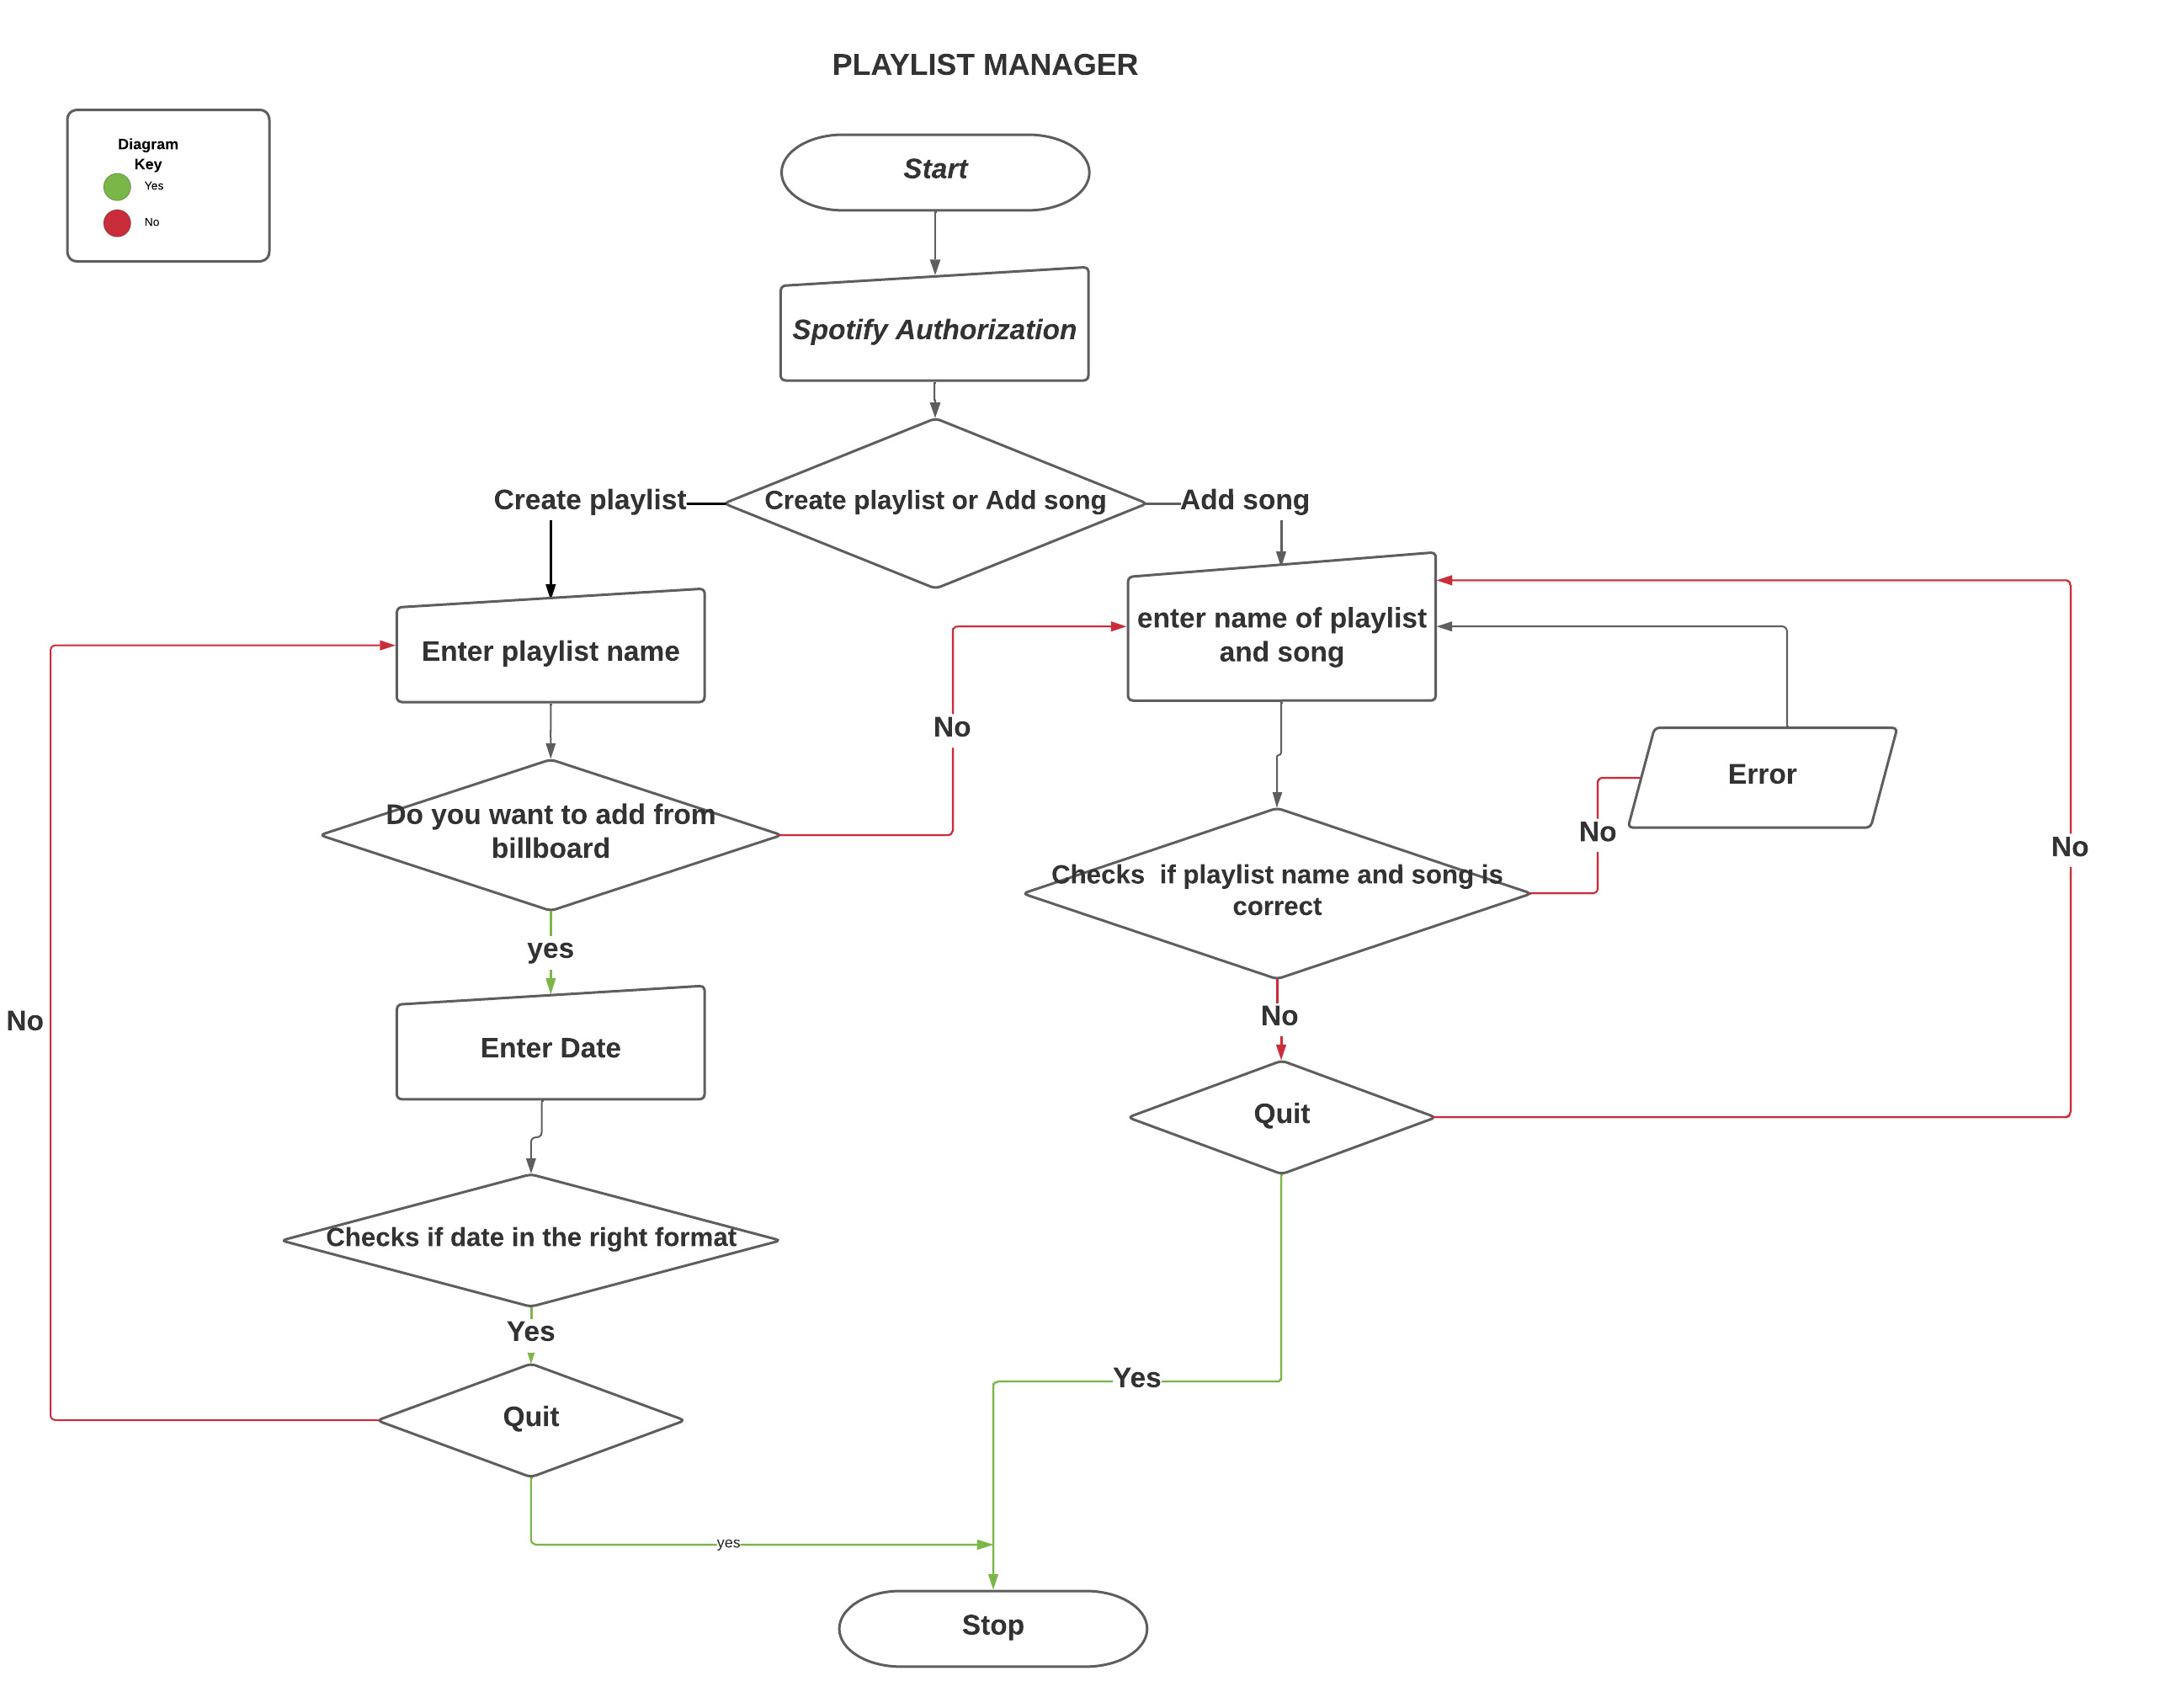 PLAYLIST MANAGER
Diagram
Key
Yes
No
Start
Spotify Authorization
Create playlist
Create playlist or Add song
Add song
enter name of playlist
and song
Enter playlist name
No
Error
Do you want to add from
billboard
No
No
Checks  if playlist name and song is
correct
yes
No
No
Enter Date
Quit
Checks if date in the right format
Yes
Yes
Quit
yes
Stop